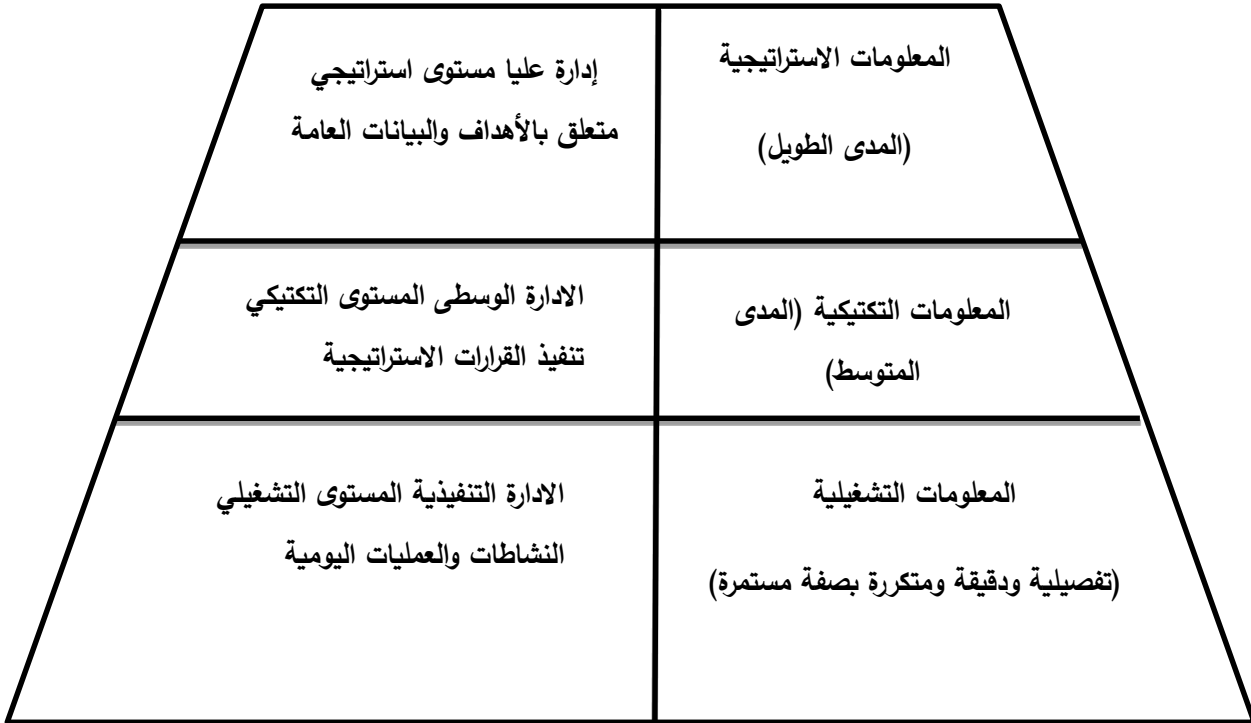 المعلومات الاستراتيجية
(المدى الطويل)
إدارة عليا مستوى استراتيجي
متعلق بالأهداف والبيانات العامة
المعلومات التكتيكية (المدى
المتوسط)
الادارة الوسطى المستوى التكتيكي
تنفيذ القرارات الاستراتيجية
المعلومات التشغيلية
(تفصيلية ودقيقة ومتكررة بصفة مستمرة)
الادارة التنفيذية المستوى التشغيلي
النشاطات والعمليات اليومية